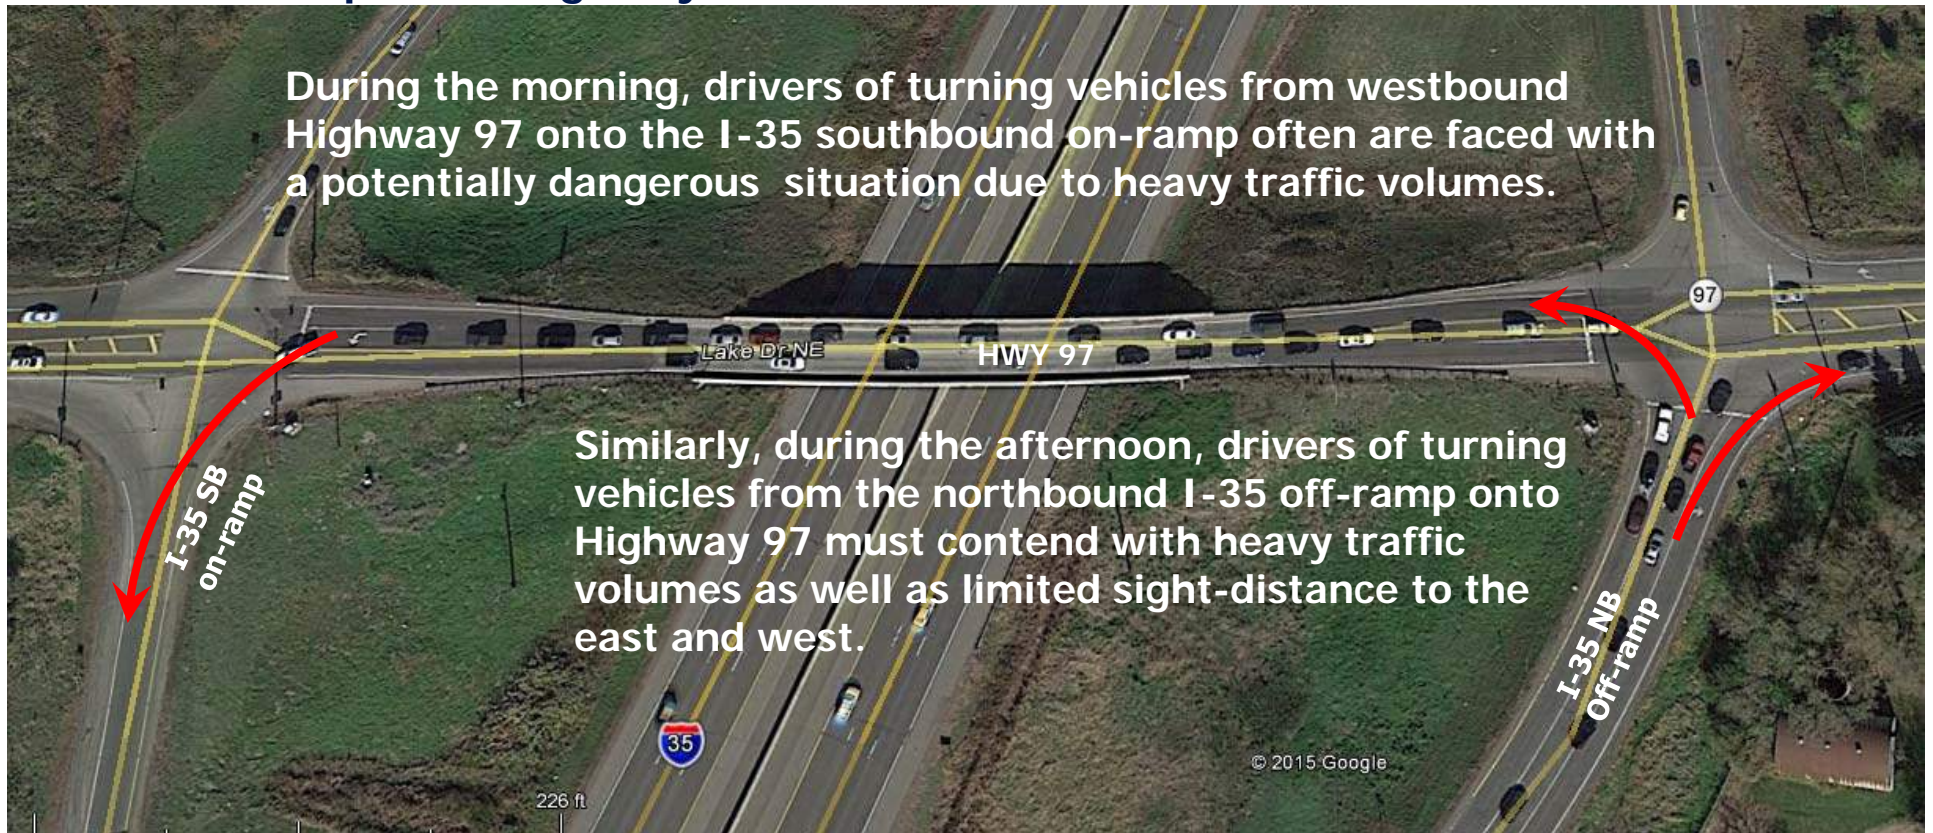 During the morning, drivers of turning vehicles from westbound
Highway 97 onto the I-35 southbound on-ramp often are faced with
a potentially dangerous situation due to heavy traffic volumes.
97
Lake Dr NE
HWY 97
Similarly, during the afternoon, drivers of turning
vehicles from the northbound I-35 off-ramp onto
Highway 97 must contend with heavy traffic
volumes as well as limited sight-distance to the
east and west.
I-35 SB
on-ramp
I-35 NB
Off-ramp
35
© 2015 Google
226 ft